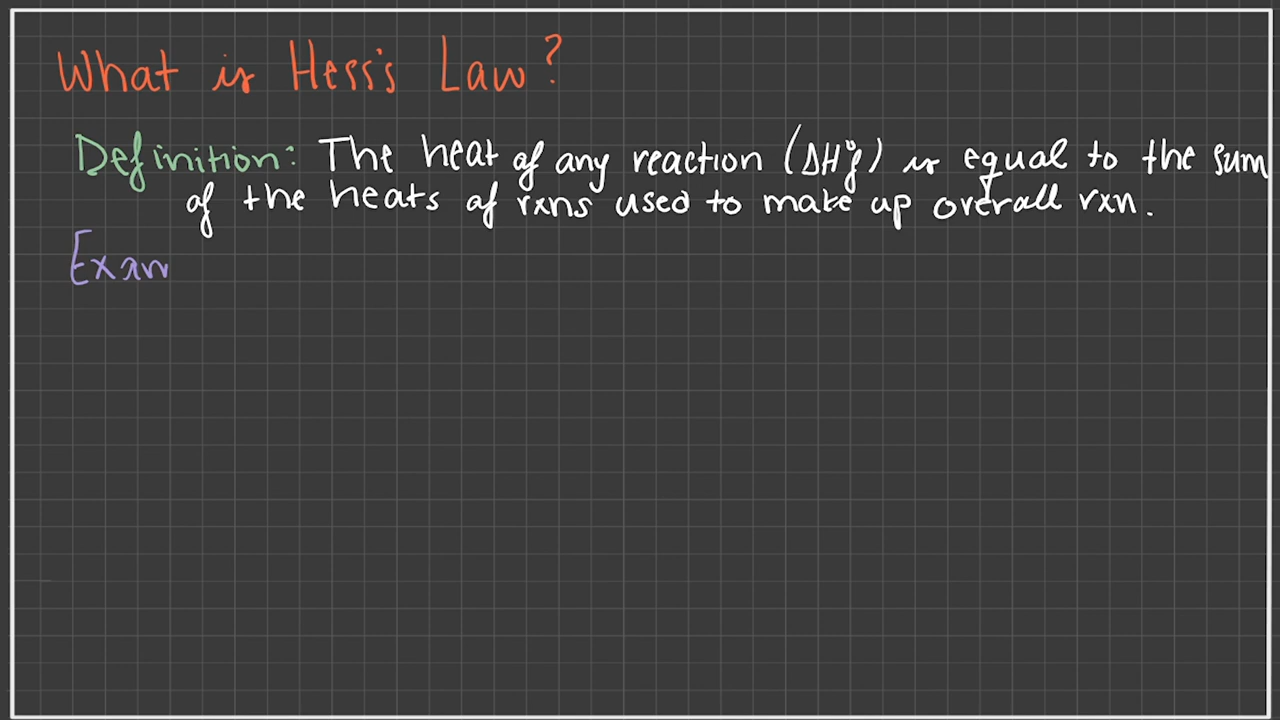 What is Hess's Law?
Definition: The heat of any reaction (ΔH°f) is equal to the sum
of the heats of rxns used to make up overall rxn.
Exam